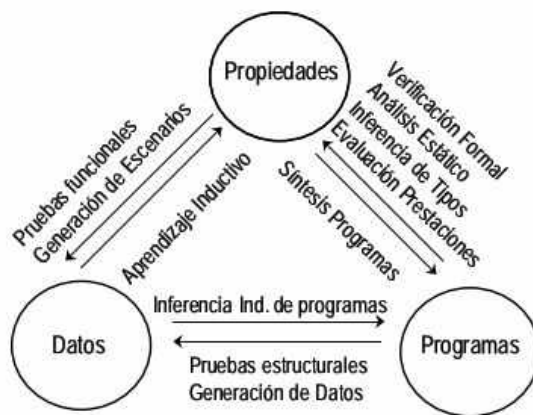 Propiedades
Pruebas funcionales
Generación de Escenarios
Aprendizaje Inductivo
Verificación Formal
Análisis Estático
Inferencia de Tipos
Evaluación Prestaciones
Síntesis Programas
Datos
Inferencia Ind. de programas
Pruebas estructurales
Generación de Datos
Programas